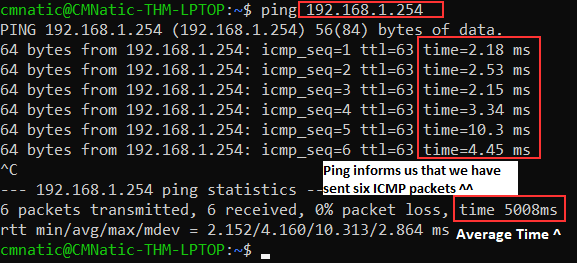 cmnatic@CMNatic-THM-LPTOP:~$ ping 192.168.1.254
PING 192.168.1.254 (192.168.1.254) 56(84) bytes of data.
64 bytes from 192.168.1.254: icmp_seq=1 ttl=63 time=2.18 ms
64 bytes from 192.168.1.254: icmp_seq=2 ttl=63 time=2.53 ms
64 bytes from 192.168.1.254: icmp_seq=3 ttl=63 time=2.15 ms
64 bytes from 192.168.1.254: icmp_seq=4 ttl=63 time=3.34 ms
64 bytes from 192.168.1.254: icmp_seq=5 ttl=63 time=10.3 ms
64 bytes from 192.168.1.254: icmp_seq=6 ttl=63 time=4.45 ms
^C
Ping informs us that we have
sent six ICMP packets ^^
--- 192.168.1.254 ping statistics --
6 packets transmitted, 6 received, 0% packet loss, time 5008ms
rtt min/avg/max/mdev = 2.152/4.160/10.313/2.864 ms
Average Time ^
cmnatic@CMNatic-THM-LPTOP:~$